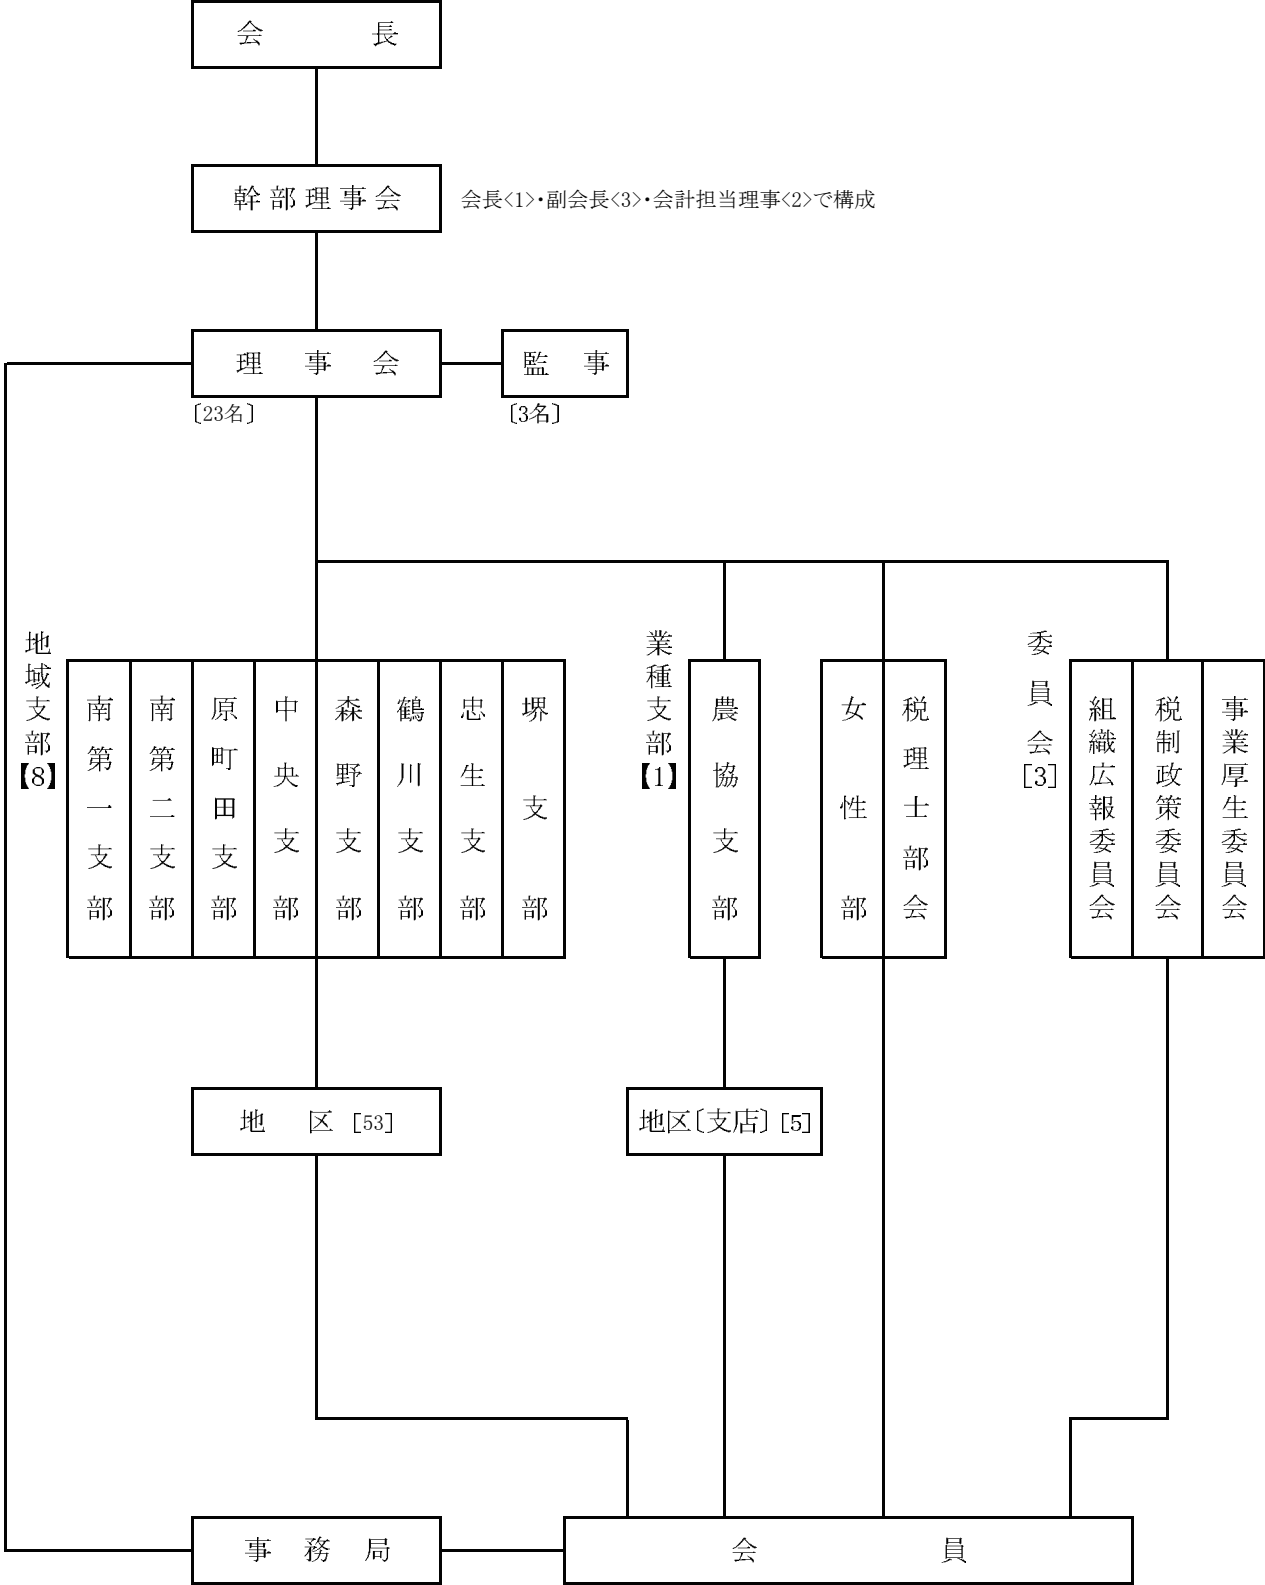 会長
幹部理事会
会長<1>・副会長<3>・会計担当理事<2>で構成
理事会
監事
〔23名〕
〔3名〕
地域支部【8】
南第一支部
南第二支部
原町田支部
中央支部
森野支部
鶴川支部
忠生支部
堺支部
業種支部【1】
農協支部
女性部
税理士部会
委員会[3]
組織広報委員会
税制政策委員会
事業厚生委員会
地区[53]
地区〔支店〕[5]
事務局
会員